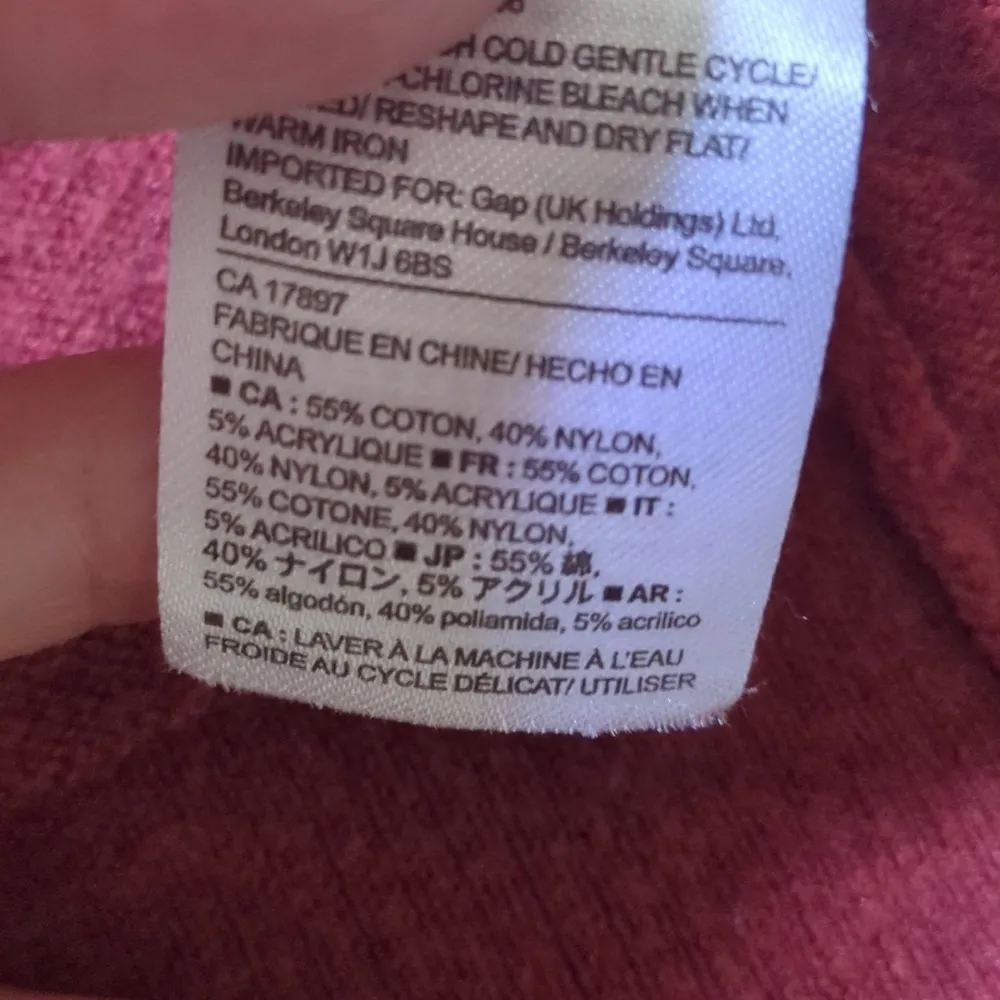 %
H COLD GENTLE CYCLE/
CHLORINE BLEACH WHEN
ED/ RESHAPE AND DRY FLAT/
WARM IRON
IMPORTED FOR: Gap (UK Holdings) Ltd.
Berkeley Square House / Berkeley Square,
London W1J 6BS
CA 17897
FABRIQUE EN CHINE/ HECHO EN
CHINA
■ CA : 55% COTON, 40% NYLON,
5% ACRYLIQUE ■ FR : 55% COTON,
40% NYLON, 5% ACRYLIQUE ■ IT :
55% COTONE, 40% NYLON,
5% ACRILICO ■ JP : 55% 綿,
40% ナイロン, 5% アクリル ■ AR :
55% algodón, 40% poliamida, 5% acrilico
■ CA : LAVER À LA MACHINE À L'EAU
FROIDE AU CYCLE DÉLICAT/ UTILISER